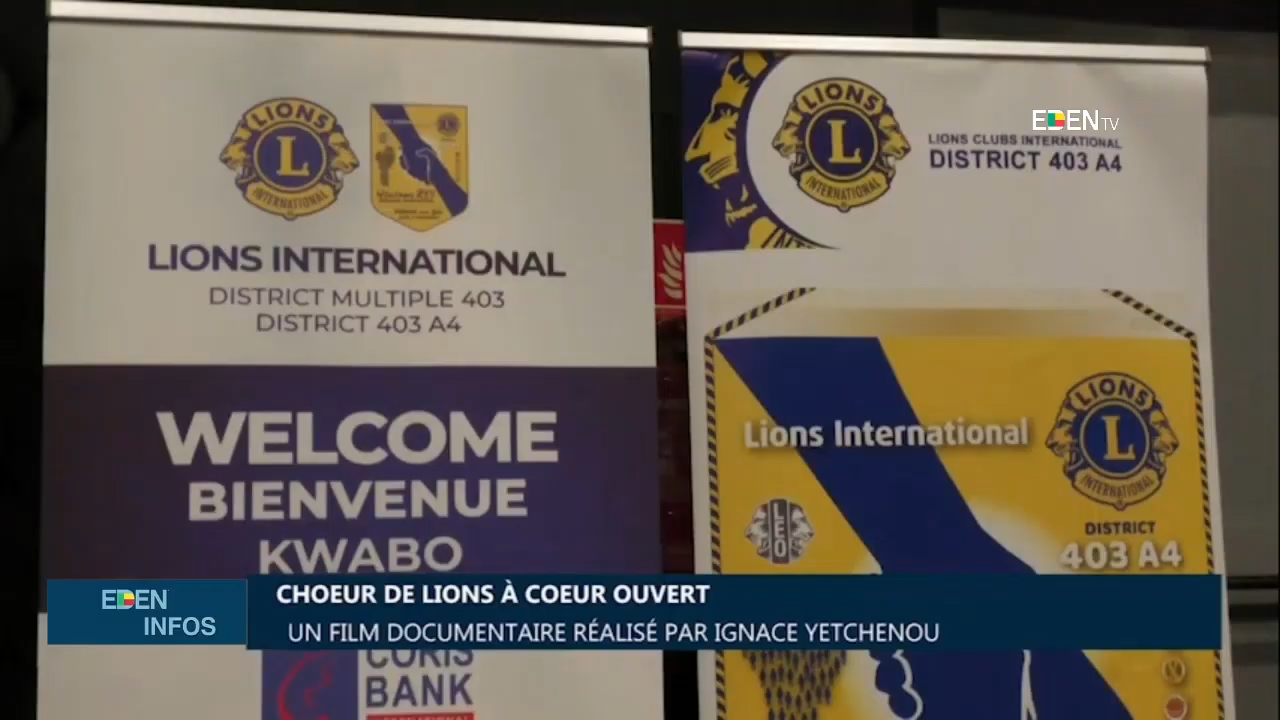 LIONS
L
INTERNATIONAL
LIONS INTERNATIONAL
DISTRICT MULTIPLE 403
DISTRICT 403 A4
WELCOME
BIENVENUE
KWABO
CORIS
BANK
INTERNATIONAL
LIONS
L
INTERNATIONAL
EDEN TV
LIONS CLUBS INTERNATIONAL
DISTRICT 403 A4
Lions International
LIONS
L
INTERNATIONAL
LEO
DISTRICT
403 A4
EDEN
INFOS
CHOEUR DE LIONS À COEUR OUVERT
UN FILM DOCUMENTAIRE RÉALISÉ PAR IGNACE YETCHENOU